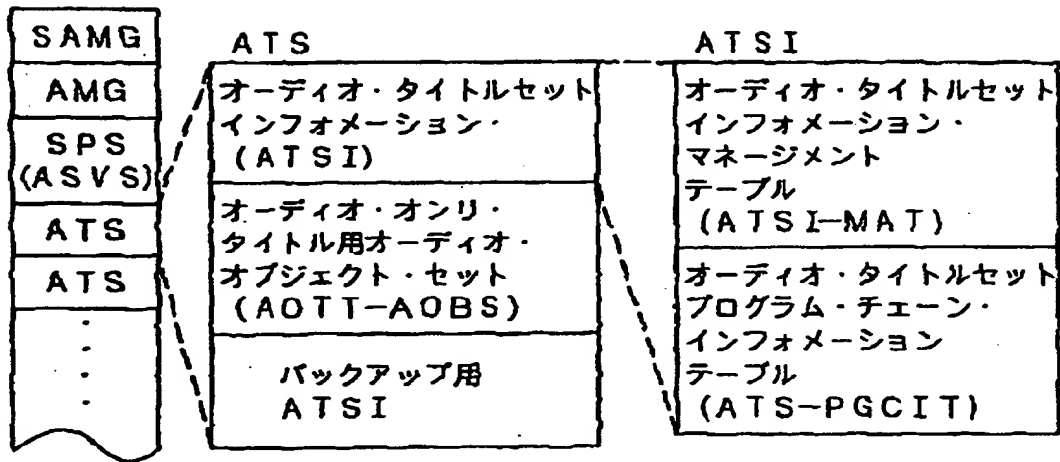 SAMG
AMG
SPS
(ASVS)
ATS
ATS
ATS
オーディオ・タイトルセット
インフォメーション・
(ATSI)
オーディオ・オンリ・
タイトル用オーディオ・
オブジェクト・セット
(AOTT-AOBS)
バックアップ用
ATSI
ATSI
オーディオ・タイトルセット
インフォメーション・
マネージメント
テーブル
(ATSI-MAT)
オーディオ・タイトルセット
プログラム・チェーン・
インフォメーション
テーブル
(ATS-PGCIT)